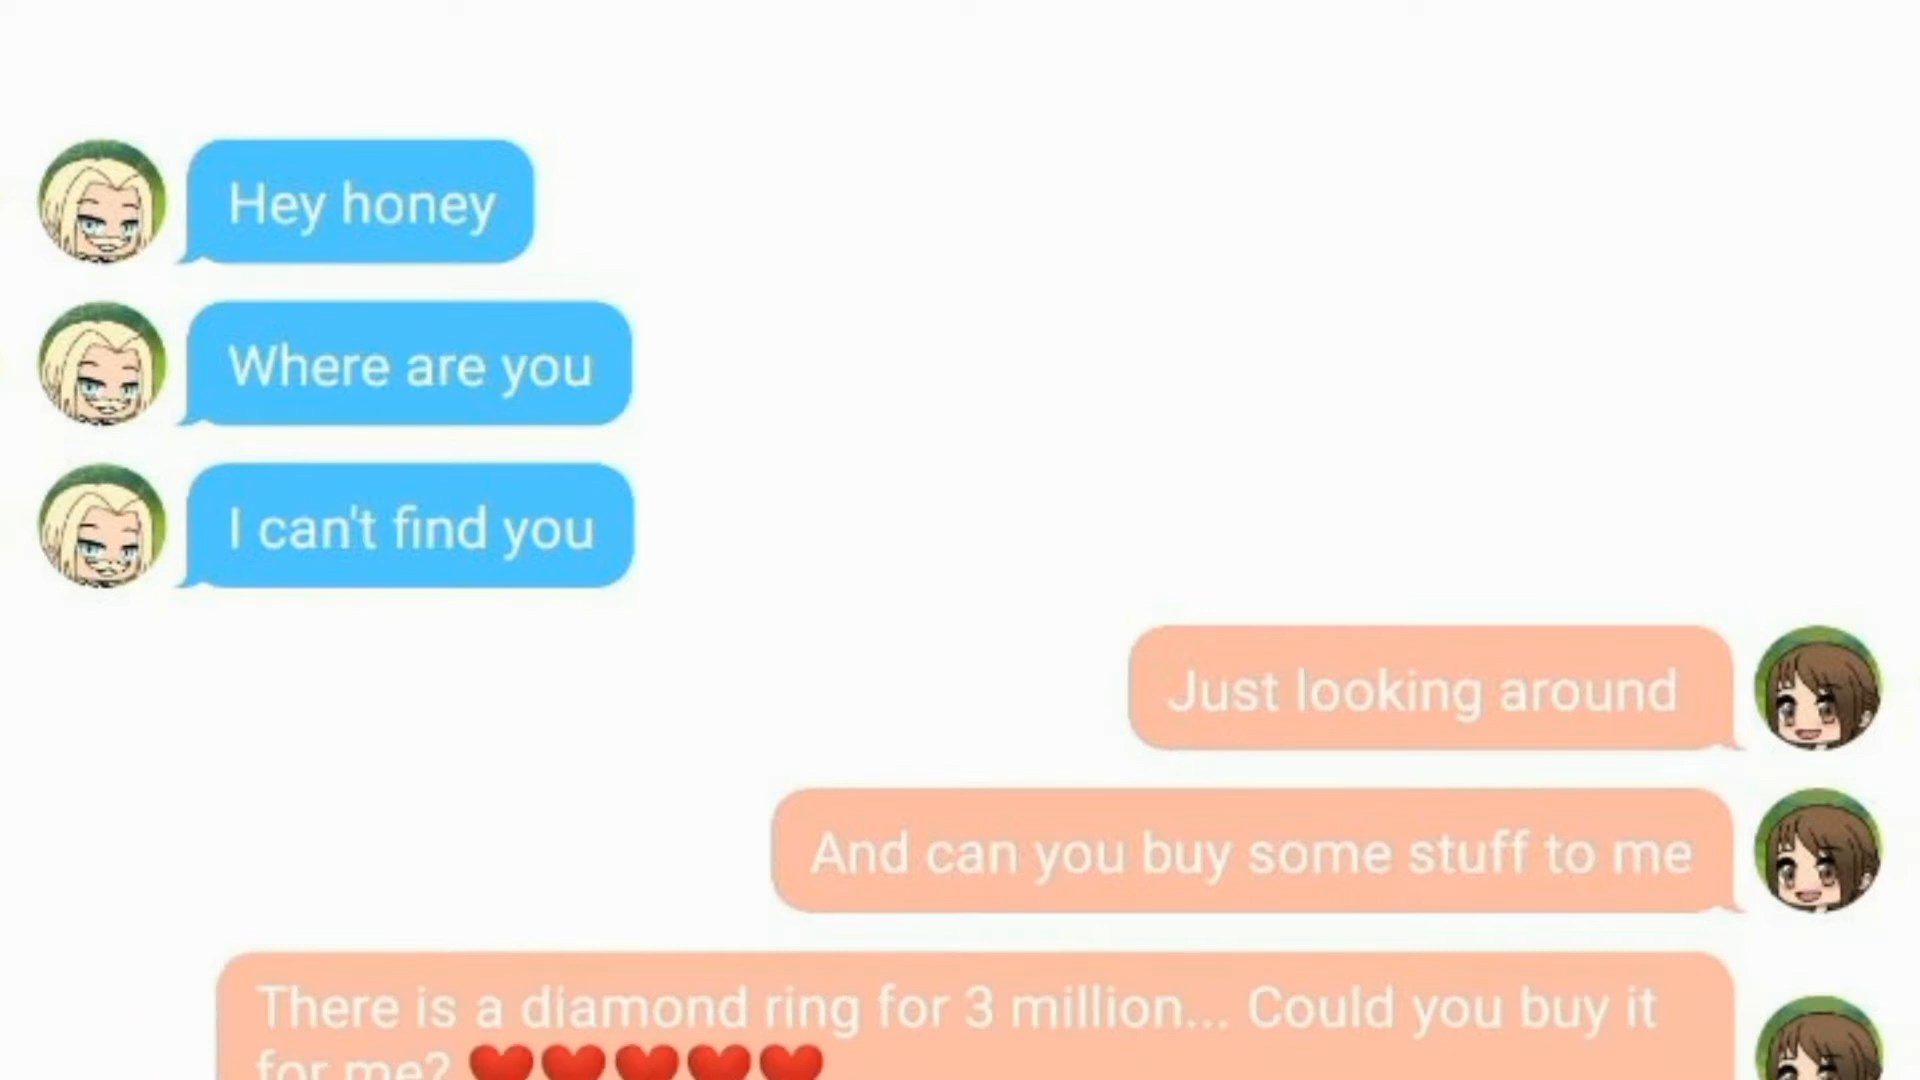 Hey honey
Where are you
I can't find you
Just looking around
And can you buy some stuff to me
There is a diamond ring for 3 million... Could you buy it
for me? ❤️❤️❤️❤️❤️